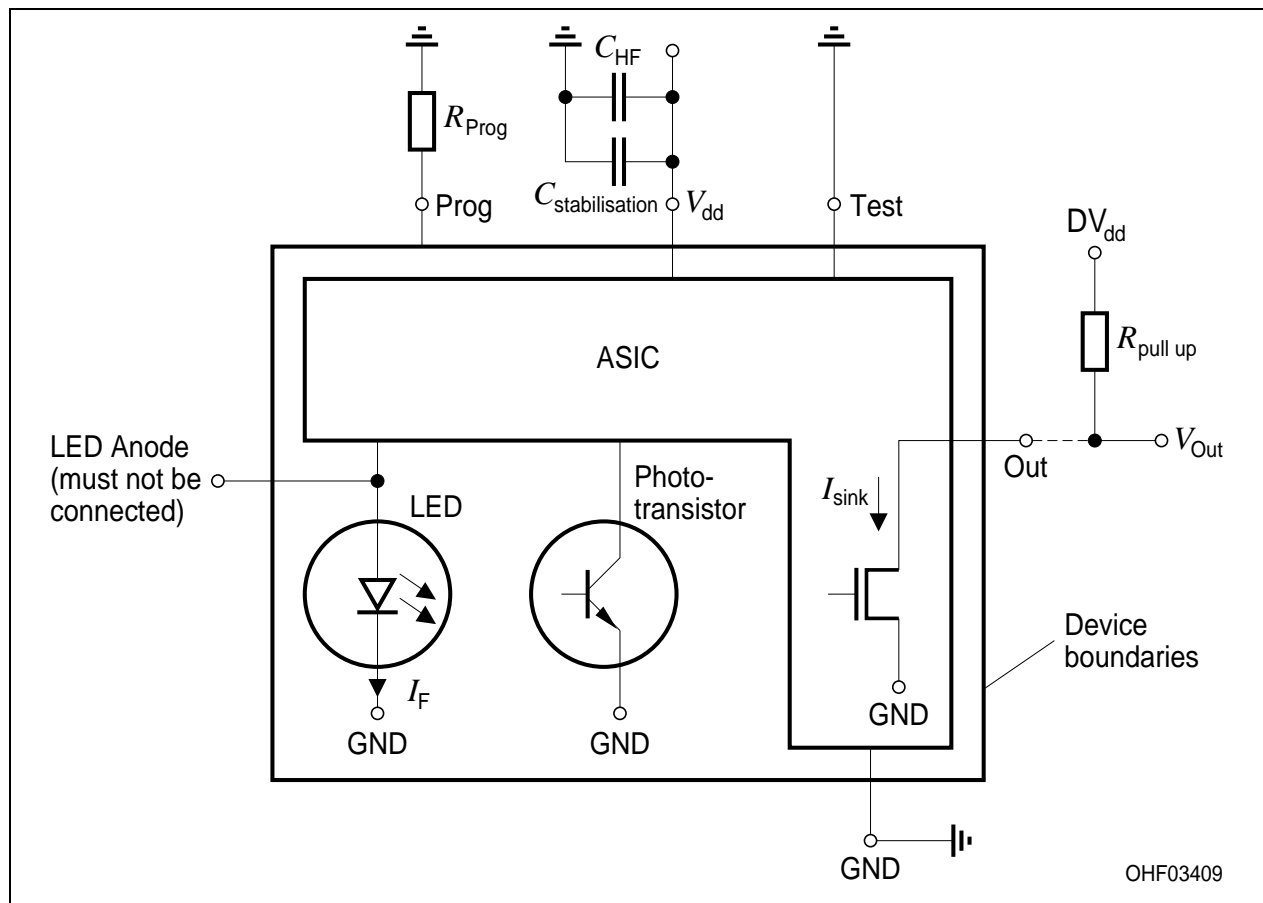 C_HF
R_Prog
Prog
C_stabilisation
V_dd
Test
DV_dd
R_pull up
ASIC
LED Anode
(must not be
connected)
LED
Photo-
transistor
I_sink
Out
V_Out
I_F
GND
GND
GND
Device
boundaries
GND
OHF03409